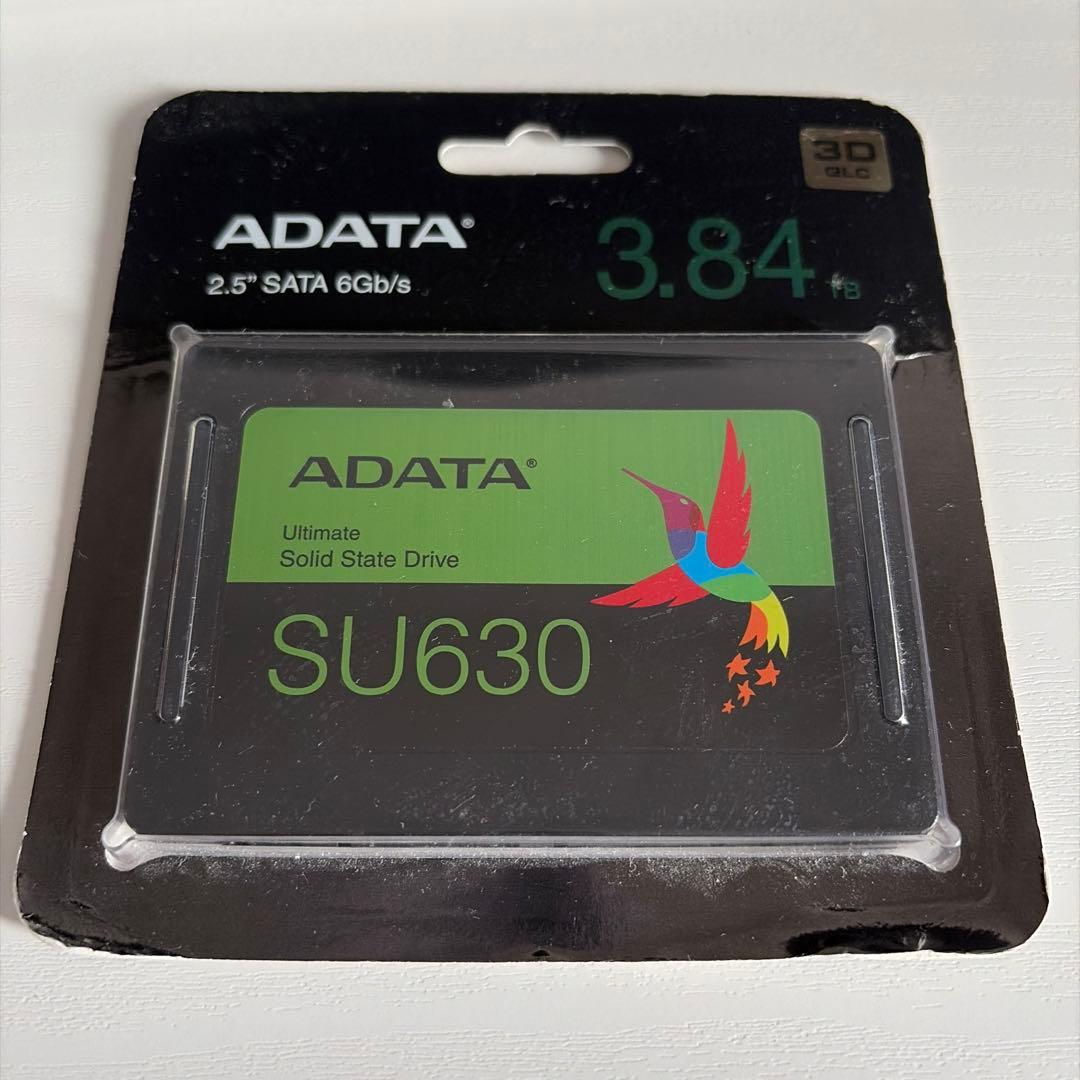 3D
QLC
ADATA®
3.84 TB
2.5” SATA 6Gb/s
ADATA®
Ultimate
Solid State Drive
SU630